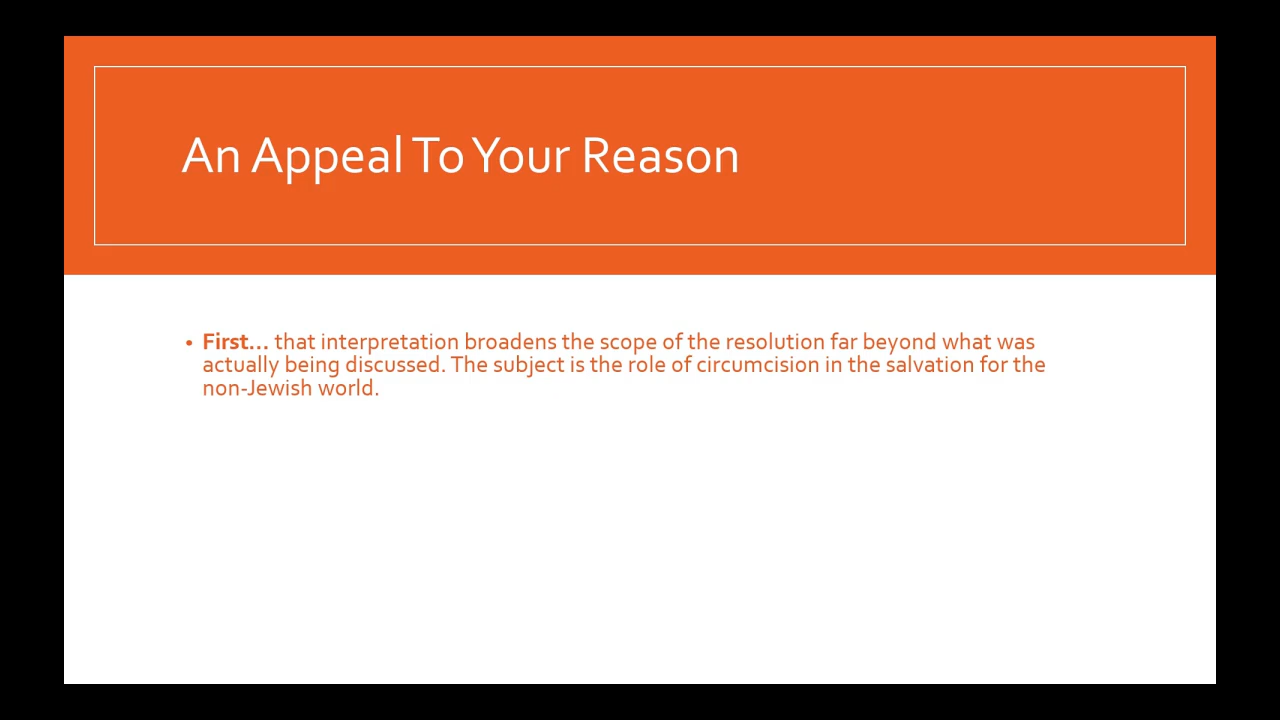 An Appeal To Your Reason
• First... that interpretation broadens the scope of the resolution far beyond what was
actually being discussed. The subject is the role of circumcision in the salvation for the
non-Jewish world.